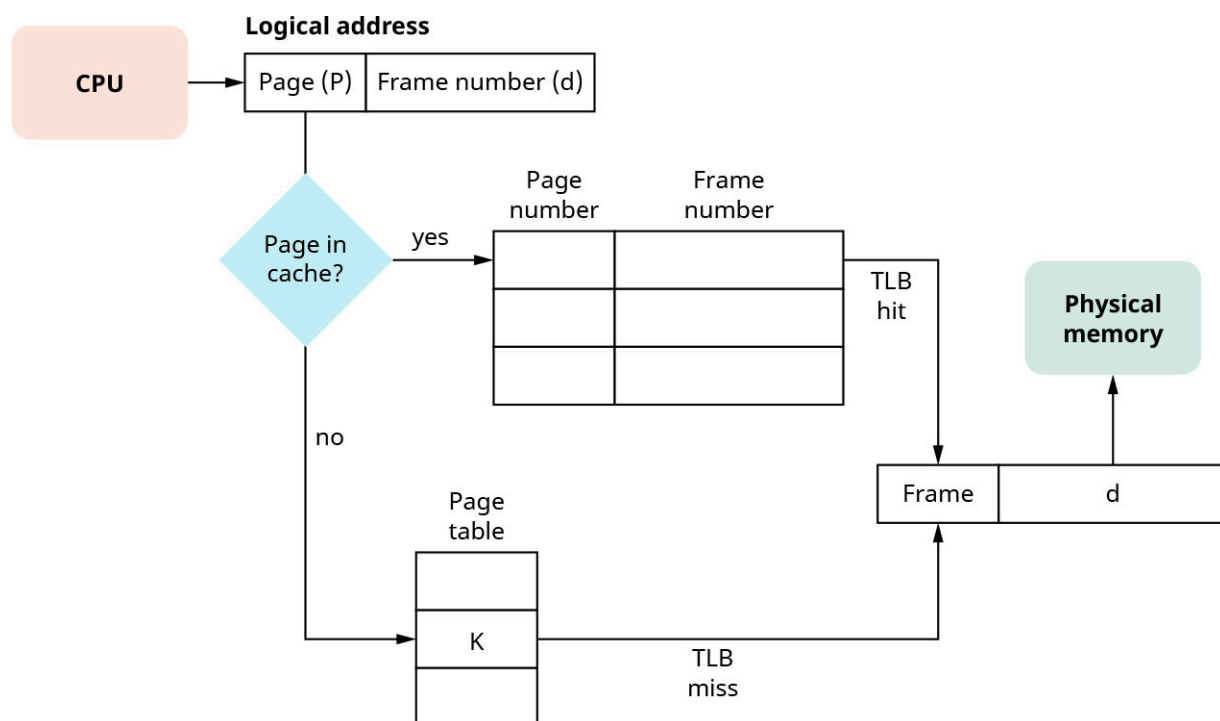 Logical address
CPU
Page (P)
Frame number (d)
Page
number
Frame
number
Page in
cache?
yes
TLB
hit
Physical
memory
no
Frame
d
Page
table
K
TLB
miss